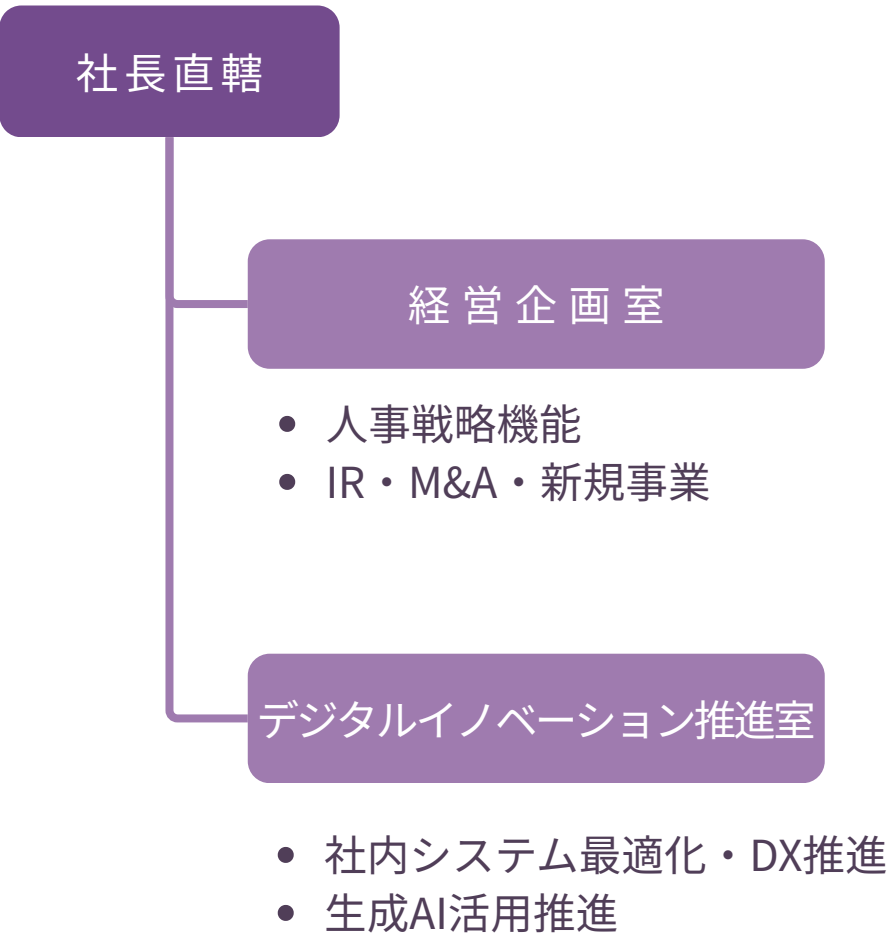 社長直轄
経営企画室
• 人事戦略機能
• IR・M&A・新規事業
デジタルイノベーション推進室
• 社内システム最適化・DX推進
• 生成AI活用推進